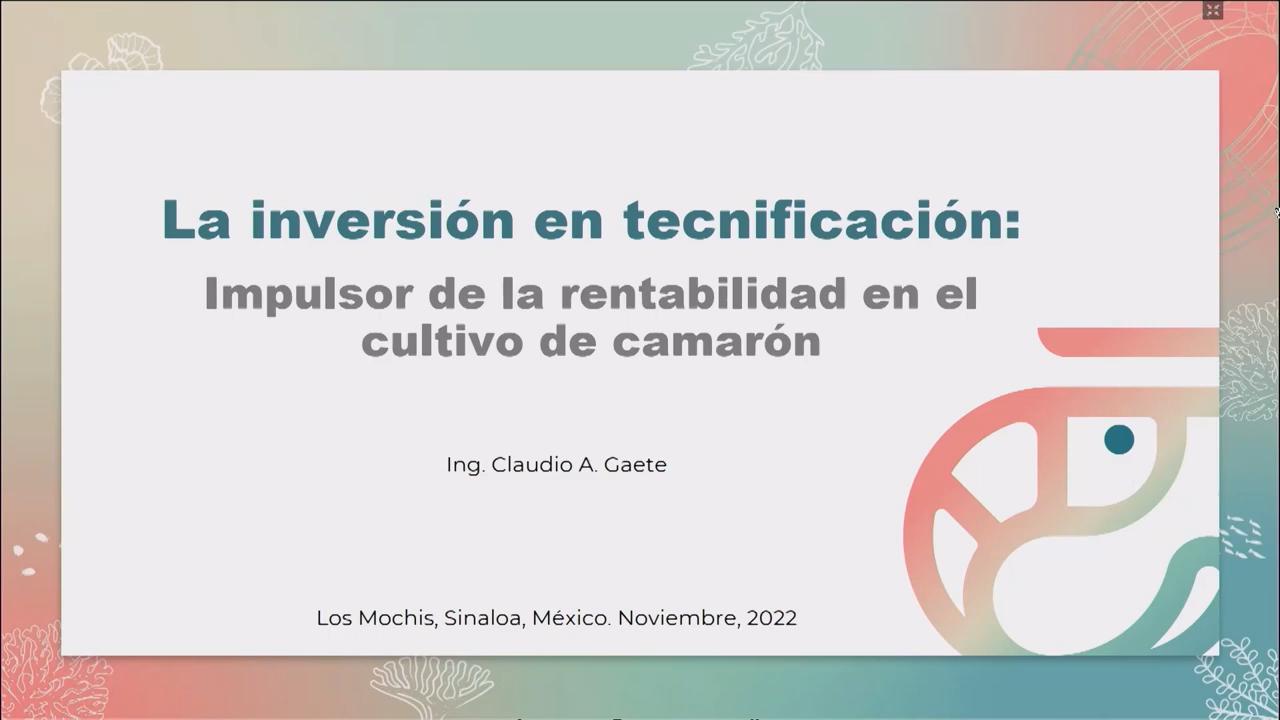 La inversión en tecnificación:
Impulsor de la rentabilidad en el
cultivo de camarón
Ing. Claudio A. Gaete
Los Mochis, Sinaloa, México. Noviembre, 2022